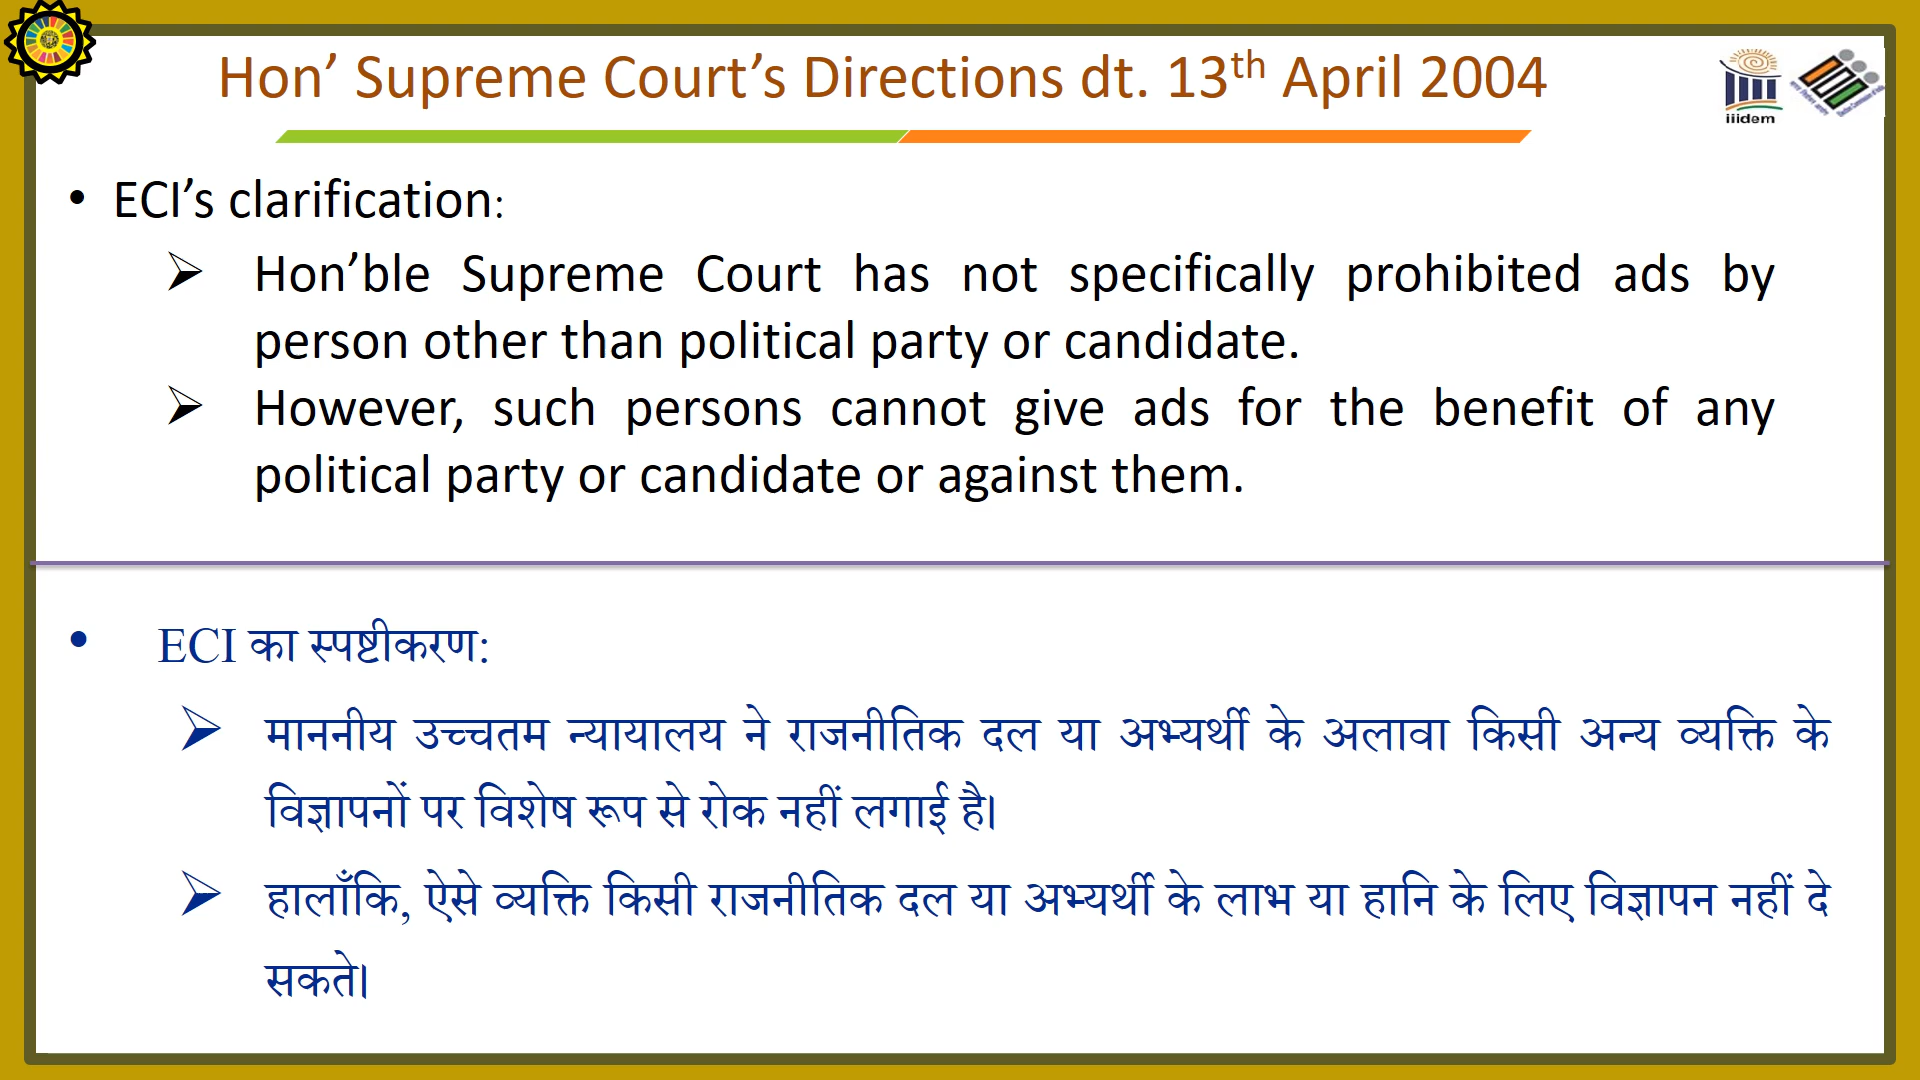 Hon’ Supreme Court’s Directions dt. 13th April 2004
iiidem
• ECI’s clarification:
➢ Hon’ble Supreme Court has not specifically prohibited ads by
person other than political party or candidate.
➢ However, such persons cannot give ads for the benefit of any
political party or candidate or against them.
• ECI का स्पष्टीकरण:
➢ माननीय उच्चतम न्यायालय ने राजनीतिक दल या अभ्यर्थी के अलावा किसी अन्य व्यक्ति के
विज्ञापनों पर विशेष रूप से रोक नहीं लगाई है।
➢ हालाँकि, ऐसे व्यक्ति किसी राजनीतिक दल या अभ्यर्थी के लाभ या हानि के लिए विज्ञापन नहीं दे
सकते।